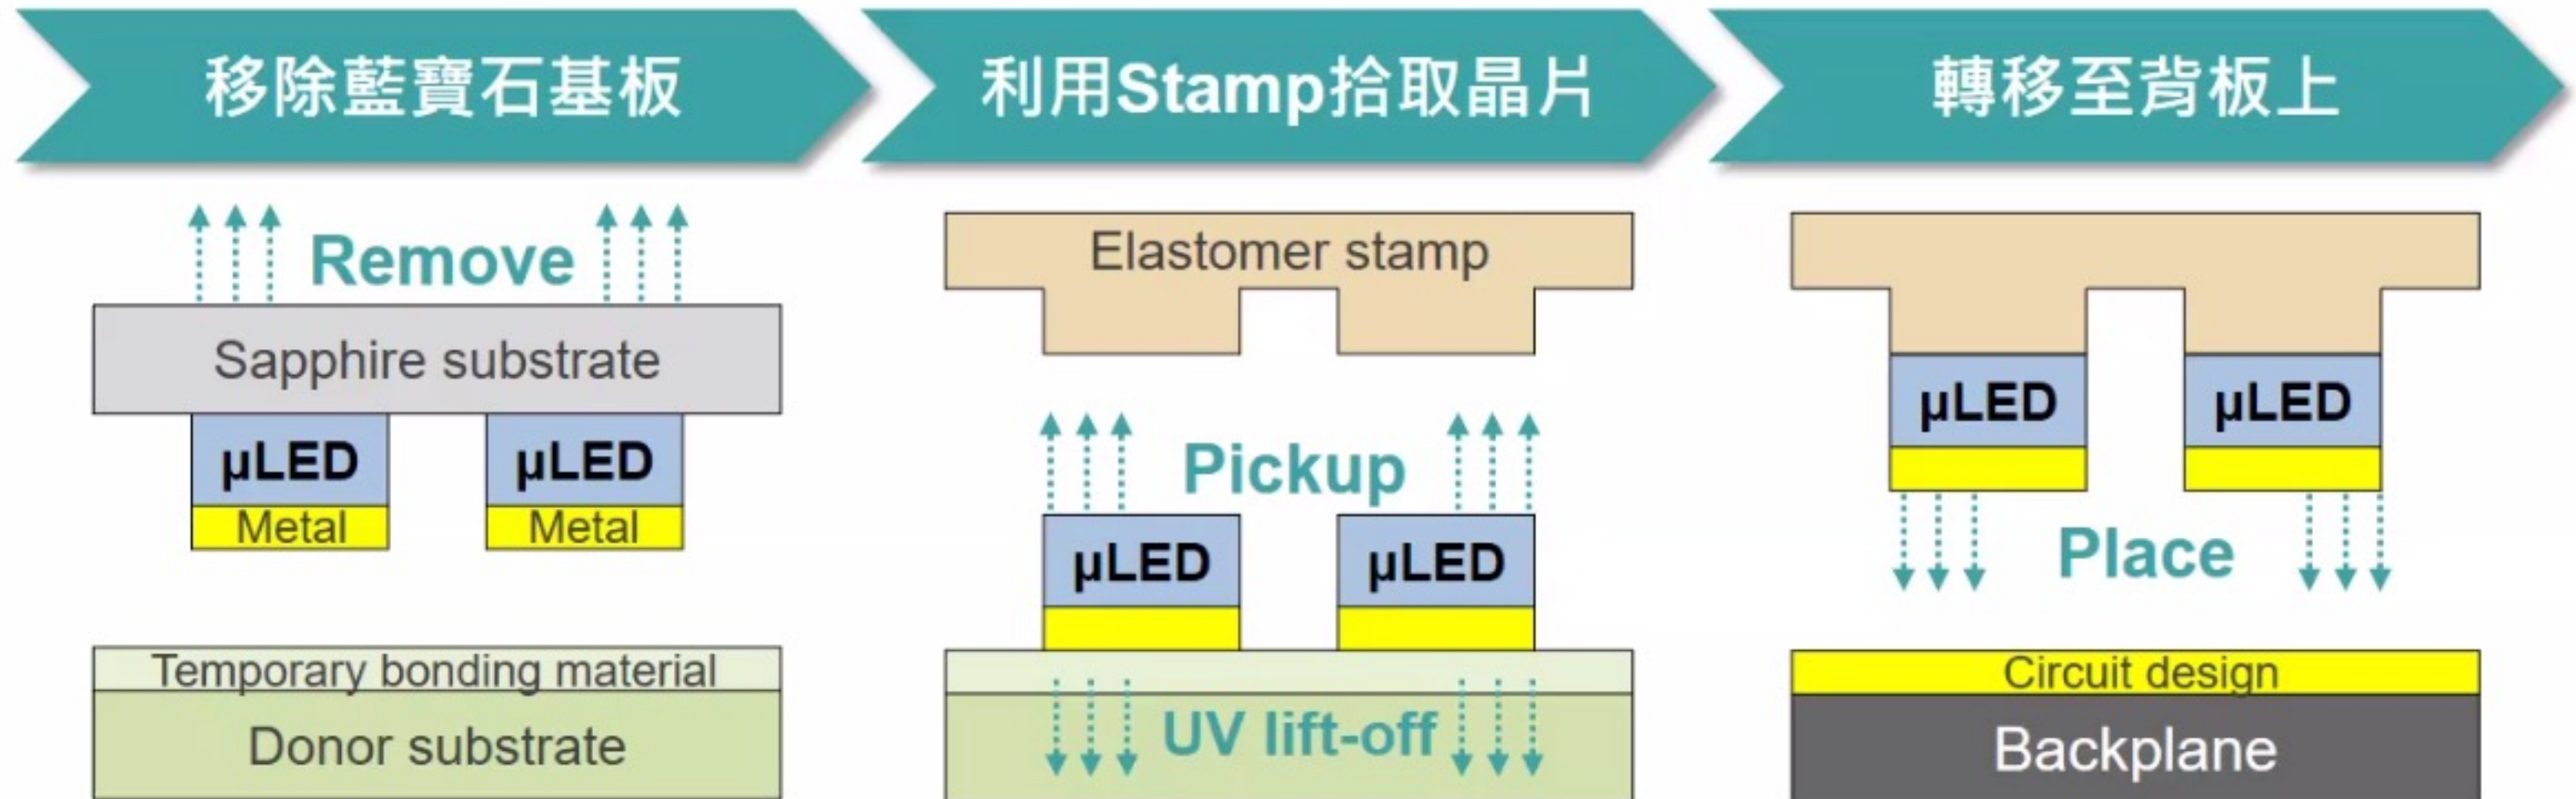 移除藍寶石基板
利用Stamp拾取晶片
轉移至背板上
Remove
Sapphire substrate
μLED
μLED
Metal
Metal
Temporary bonding material
Donor substrate
Elastomer stamp
Pickup
μLED
μLED
UV lift-off
μLED
μLED
Place
Circuit design
Backplane